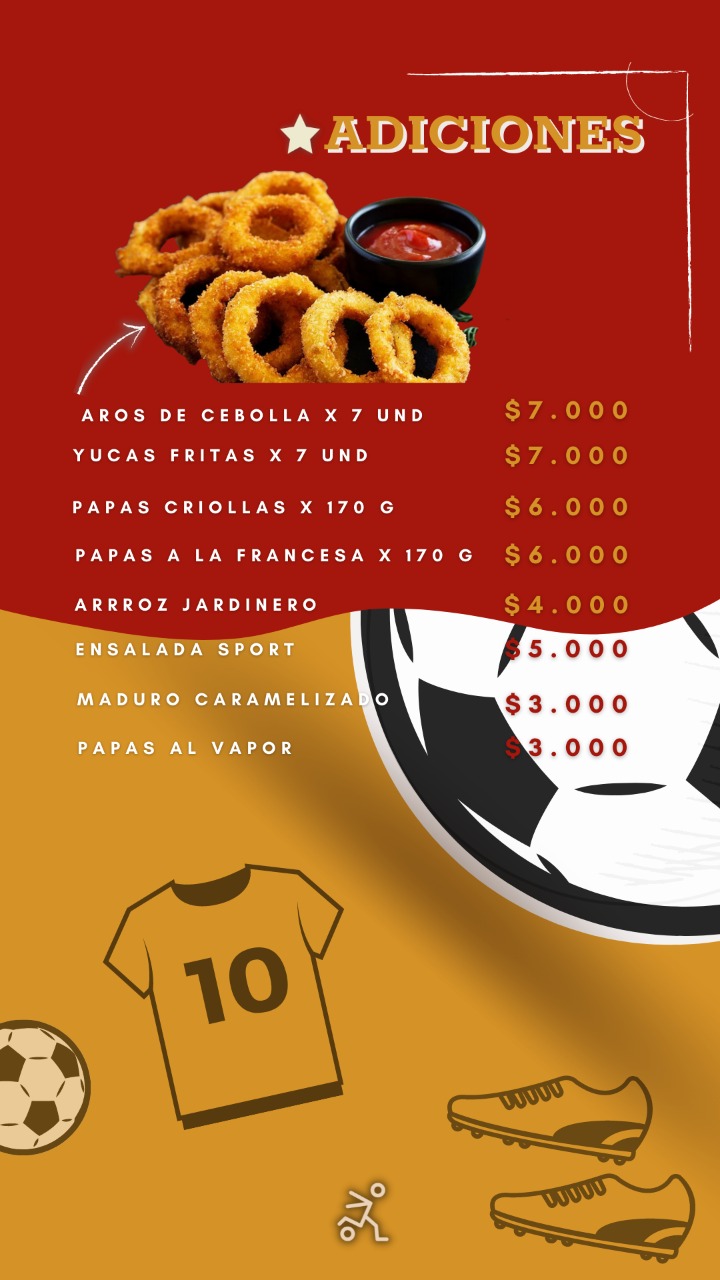 ADICIONES
AROS DE CEBOLLA X 7 UND $7.000
YUCAS FRITAS X 7 UND $7.000
PAPAS CRIOLLAS X 170 G $6.000
PAPAS A LA FRANCESA X 170 G $6.000
ARRROZ JARDINERO $4.000
ENSALADA SPORT $5.000
MADURO CARAMELIZADO $3.000
PAPAS AL VAPOR $3.000
10